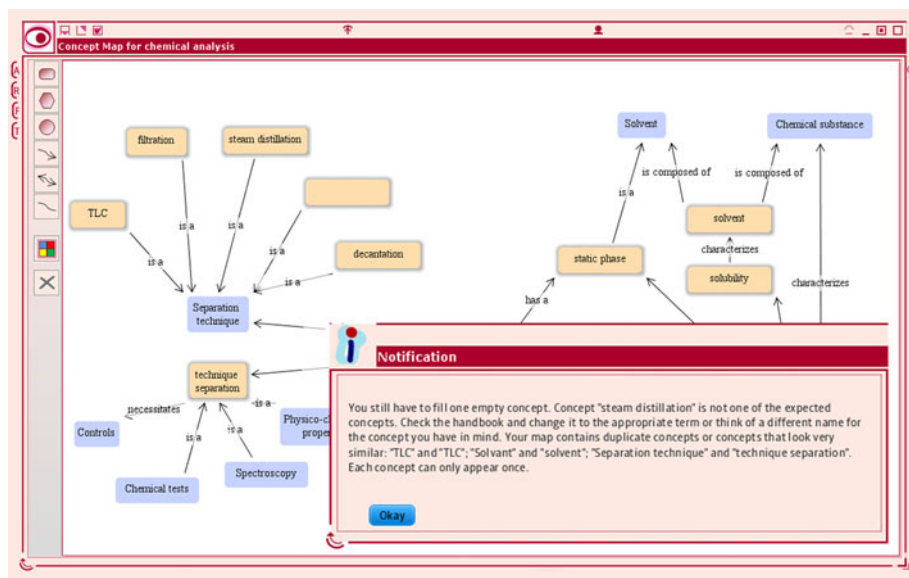 Concept Map for chemical analysis
A
R
F
T
filtration
steam distillation
Solvent
Chemical substance
is composed of
is composed of
is a
TLC
is a
is a
solvent
is a
decantation
characterizes
static phase
is a
is a
solubility
characterizes
has a
Separation
technique
Notification
technique
separation
necessitates
is a
Controls
Physico-ch
prope
is a
is a
Chemical tests
Spectroscopy
You still have to fill one empty concept. Concept "steam distillation" is not one of the expected
concepts. Check the handbook and change it to the appropriate term or think of a different name for
the concept you have in mind. Your map contains duplicate concepts or concepts that look very
similar: "TLC" and "TLC"; "Solvant" and "solvent"; "Separation technique" and "technique separation".
Each concept can only appear once.
Okay